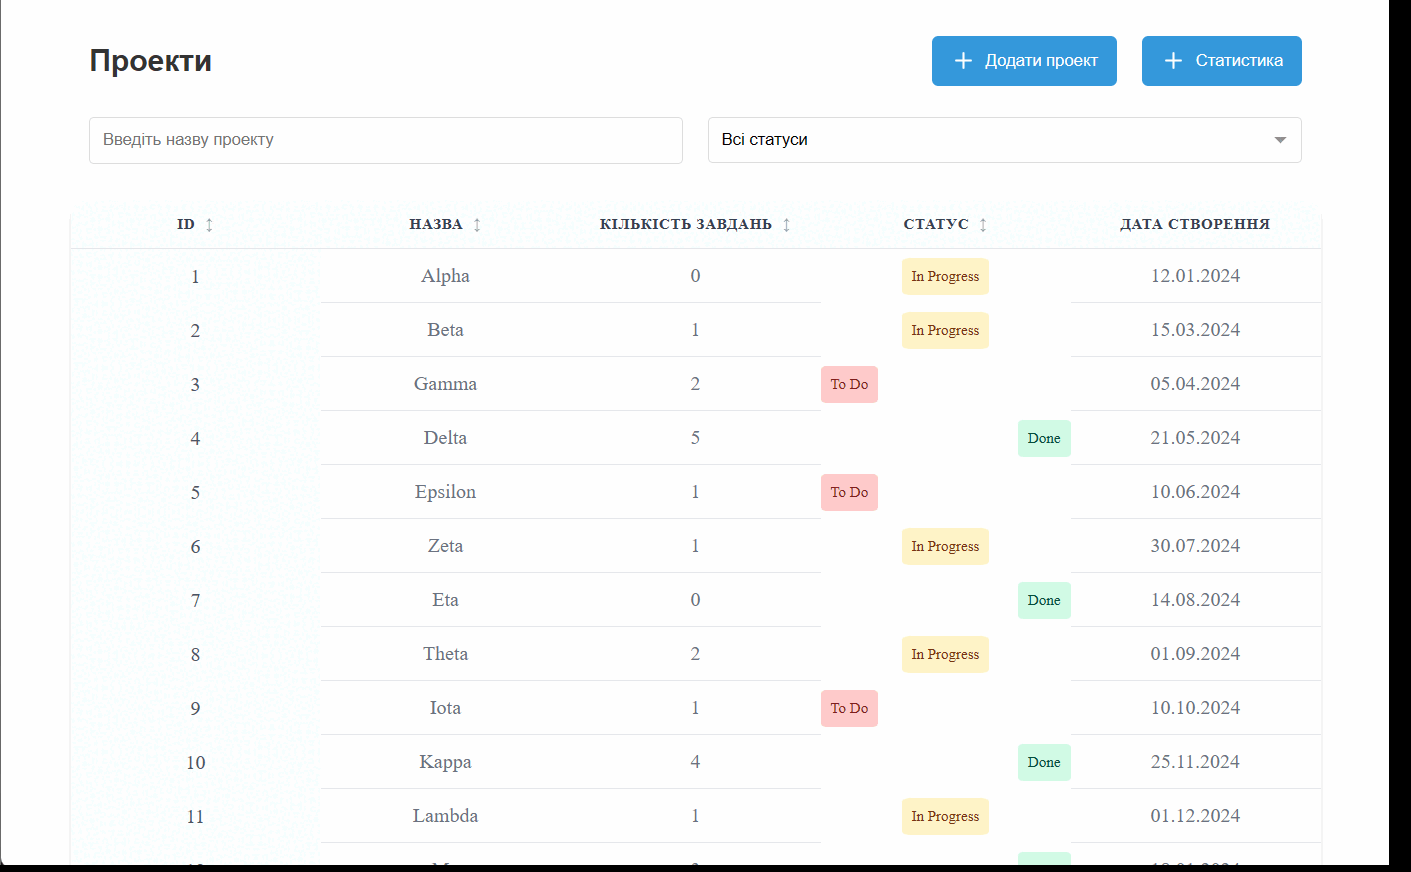 Проекти
Додати проект
Статистика
Введіть назву проекту
Всі статуси
ID НАЗВА КІЛЬКІСТЬ ЗАВДАНЬ СТАТУС ДАТА СТВОРЕННЯ
1 Alpha 0 In Progress 12.01.2024
2 Beta 1 In Progress 15.03.2024
3 Gamma 2 To Do 05.04.2024
4 Delta 5 Done 21.05.2024
5 Epsilon 1 To Do 10.06.2024
6 Zeta 1 In Progress 30.07.2024
7 Eta 0 Done 14.08.2024
8 Theta 2 In Progress 01.09.2024
9 Iota 1 To Do 10.10.2024
10 Kappa 4 Done 25.11.2024
11 Lambda 1 In Progress 01.12.2024